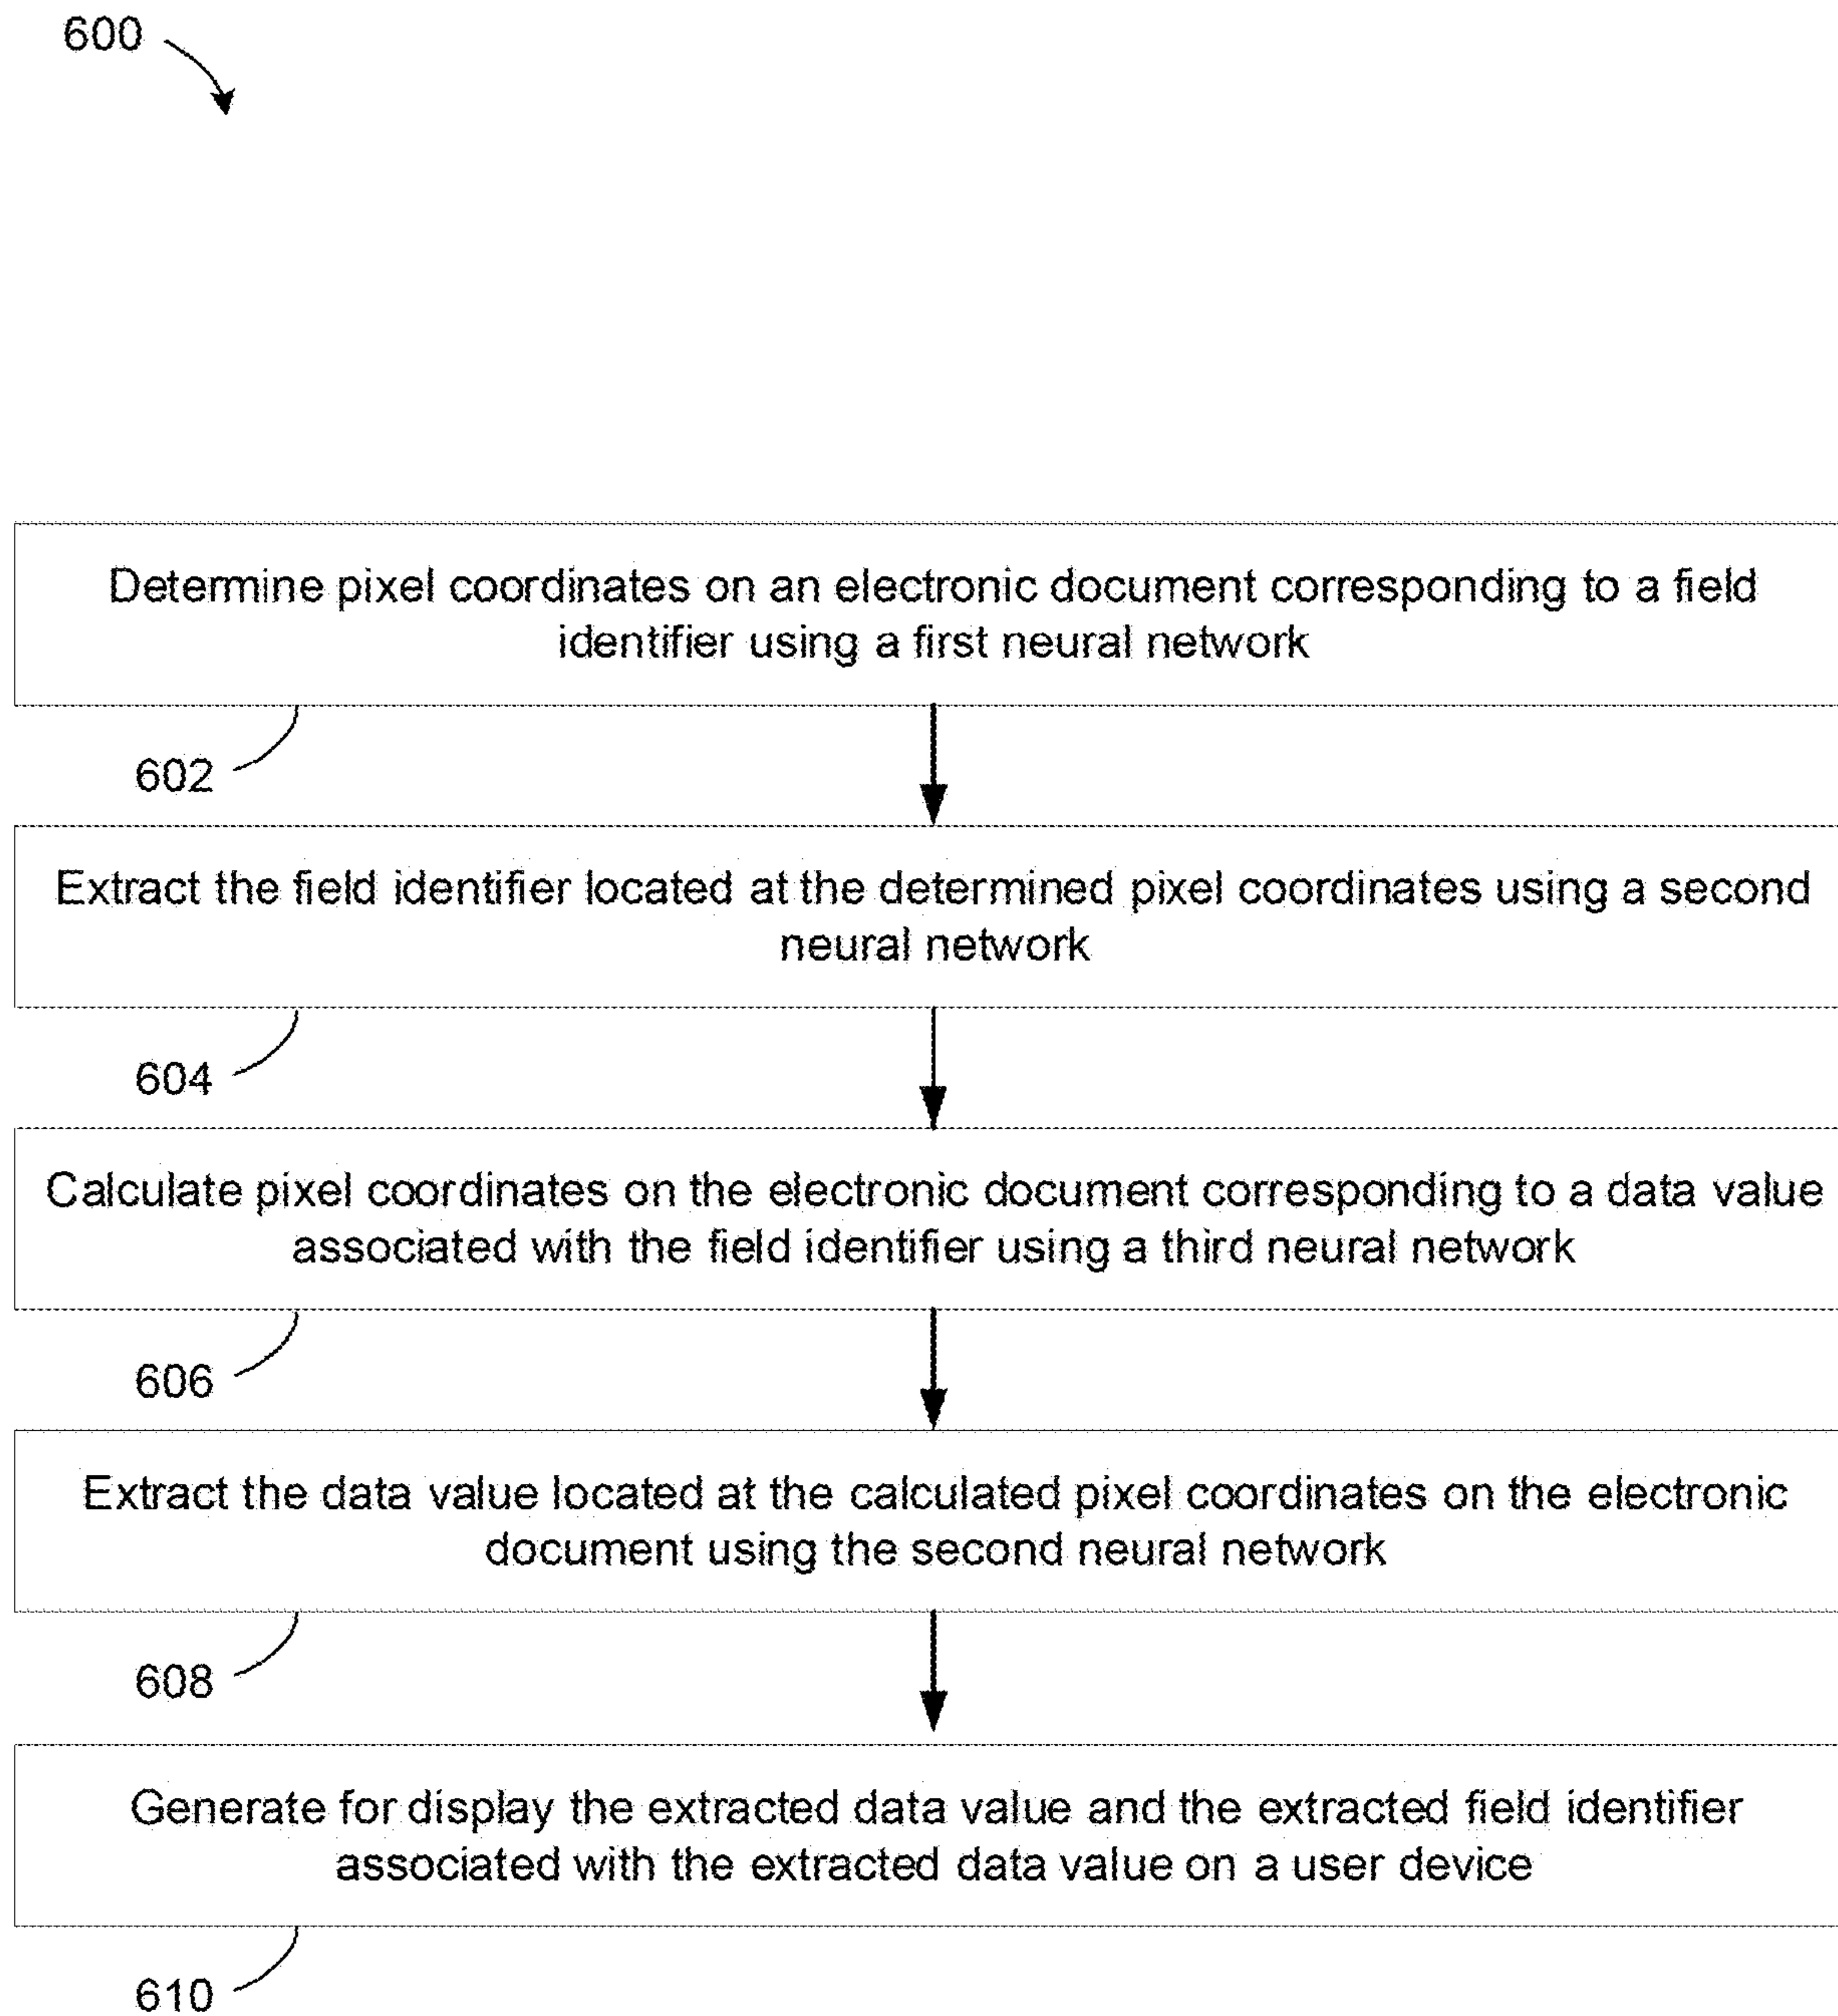 600
Determine pixel coordinates on an electronic document corresponding to a field
identifier using a first neural network
602
Extract the field identifier located at the determined pixel coordinates using a second
neural network
604
Calculate pixel coordinates on the electronic document corresponding to a data value
associated with the field identifier using a third neural network
606
Extract the data value located at the calculated pixel coordinates on the electronic
document using the second neural network
608
Generate for display the extracted data value and the extracted field identifier
associated with the extracted data value on a user device
610